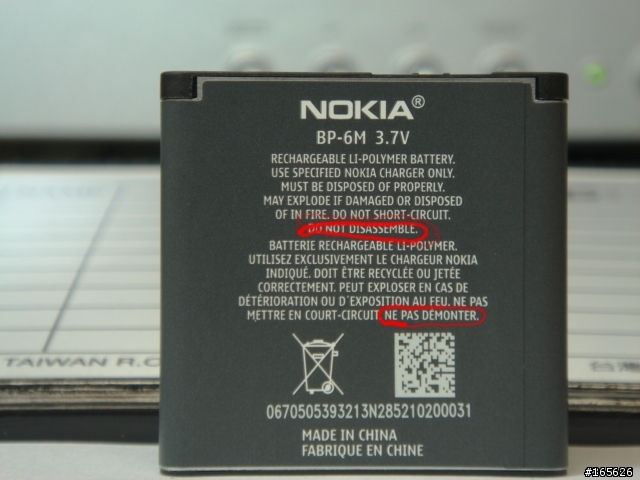 NOKIA®
BP-6M 3.7V
RECHARGEABLE LI-POLYMER BATTERY.
USE SPECIFIED NOKIA CHARGER ONLY.
MUST BE DISPOSED OF PROPERLY.
MAY EXPLODE IF DAMAGED OR DISPOSED
OF IN FIRE. DO NOT SHORT-CIRCUIT.
DO NOT DISASSEMBLE.
BATTERIE RECHARGEABLE LI-POLYMER.
UTILISEZ EXCLUSIVEMENT LE CHARGEUR NOKIA
INDIQUÉ. DOIT ÊTRE RECYCLÉE OU JETÉE
CORRECTEMENT. PEUT EXPLOSER EN CAS DE
DÉTÉRIORATION OU D'EXPOSITION AU FEU. NE PAS
METTRE EN COURT-CIRCUIT NE PAS DÉMONTER.
0670505393213N285210200031
MADE IN CHINA
FABRIQUE EN CHINE
TAIWAN R.O
#165626